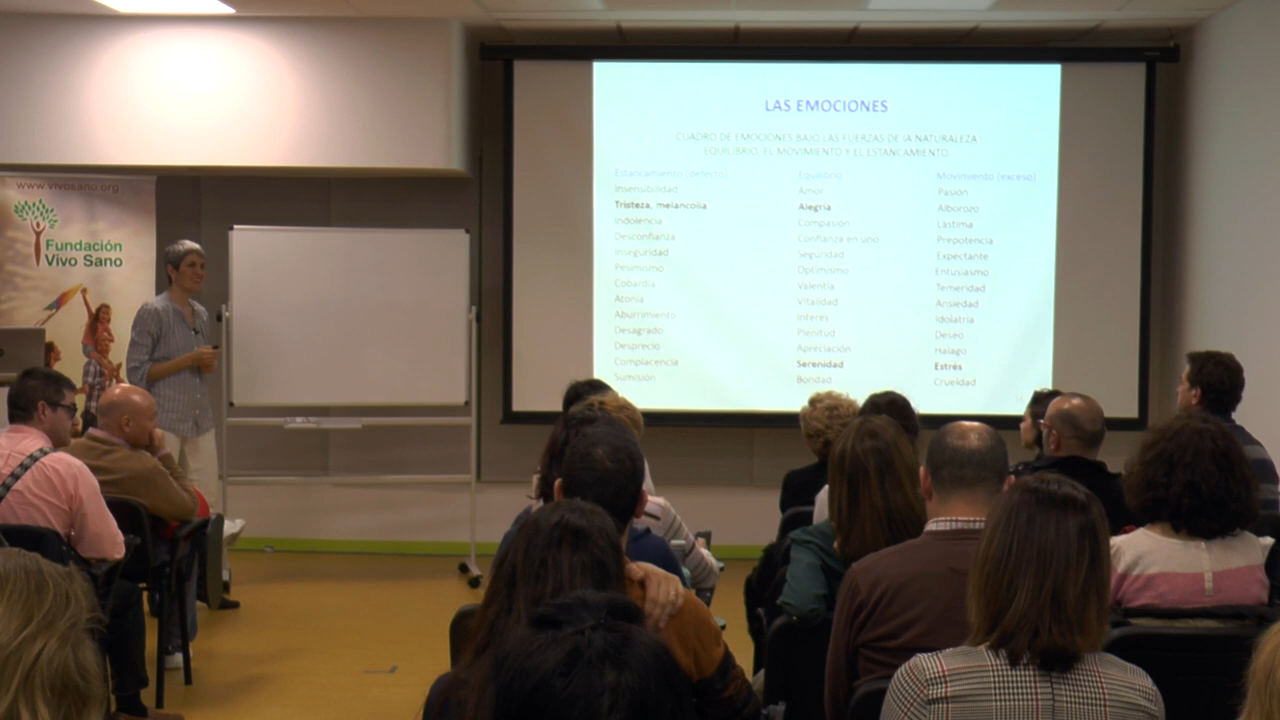 www.vivosano.org
Fundación
Vivo Sano
LAS EMOCIONES
CUADRO DE EMOCIONES BAJO LAS FUERZAS DE LA NATURALEZA
EQUILIBRIO, EL MOVIMIENTO Y EL ESTANCAMIENTO
Estancamiento (defecto) Equilibrio Movimiento (exceso)
Insensibilidad Amor Pasión
Tristeza, melancolía Alegría Alborozo
Indolencia Compasión Lástima
Desconfianza Confianza en uno Prepotencia
Inseguridad Seguridad Expectante
Pesimismo Optimismo Entusiasmo
Cobardía Valentía Temeridad
Atonía Vitalidad Ansiedad
Aburrimiento Interés Idolatría
Desagrado Plenitud Deseo
Desprecio Apreciación Halago
Complacencia Serenidad Estrés
Sumisión Bondad Crueldad